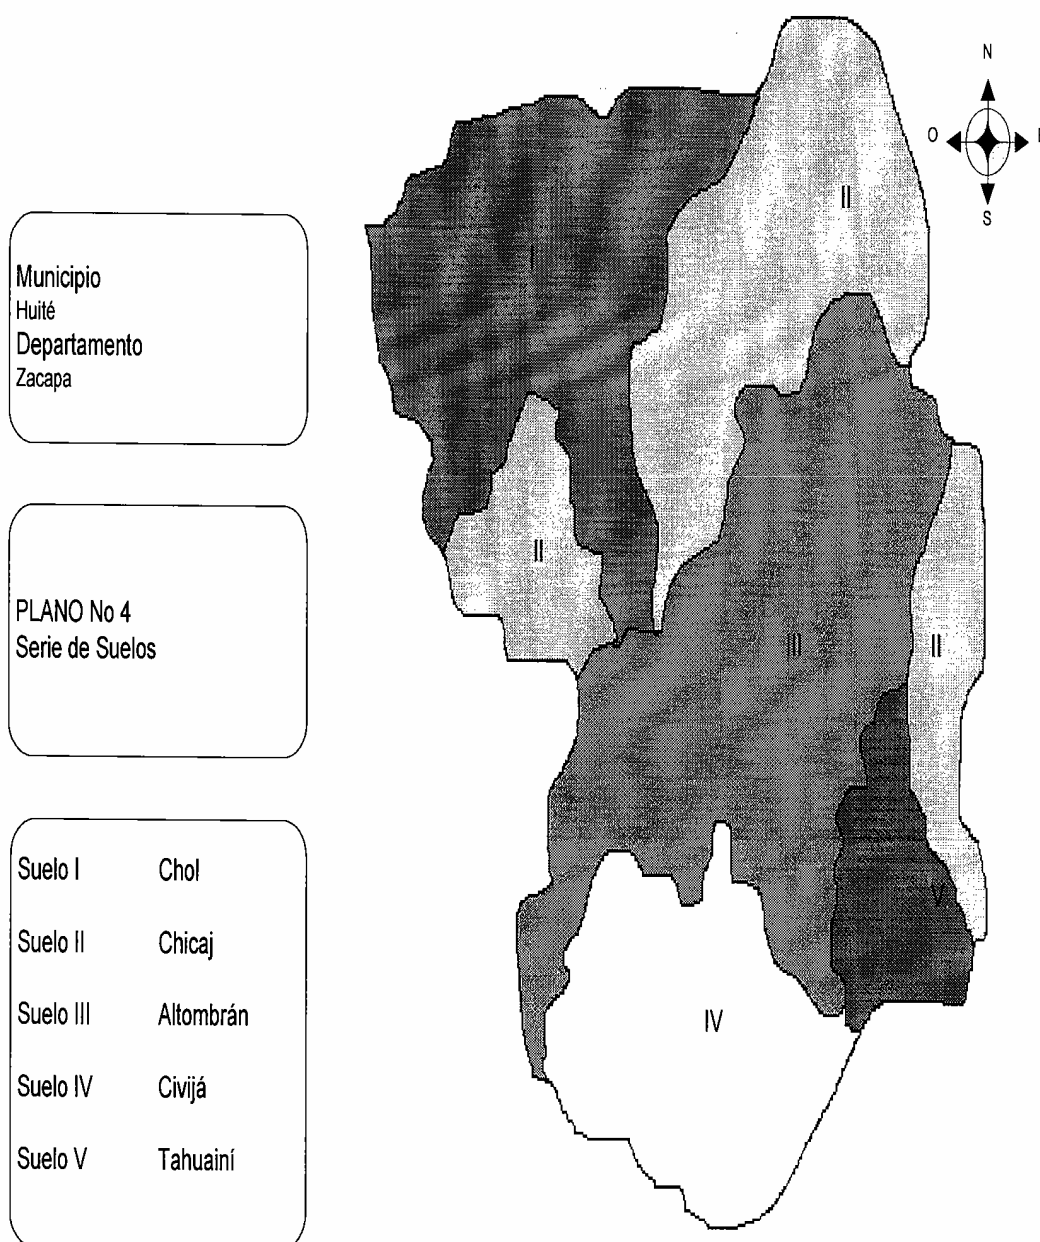 Municipio
Huité
Departamento
Zacapa
PLANO No 4
Serie de Suelos
Suelo I Chol
Suelo II Chicaj
Suelo III Altombrán
Suelo IV Civijá
Suelo V Tahuainí
N
O
S
I
II
II
III
II
V
IV